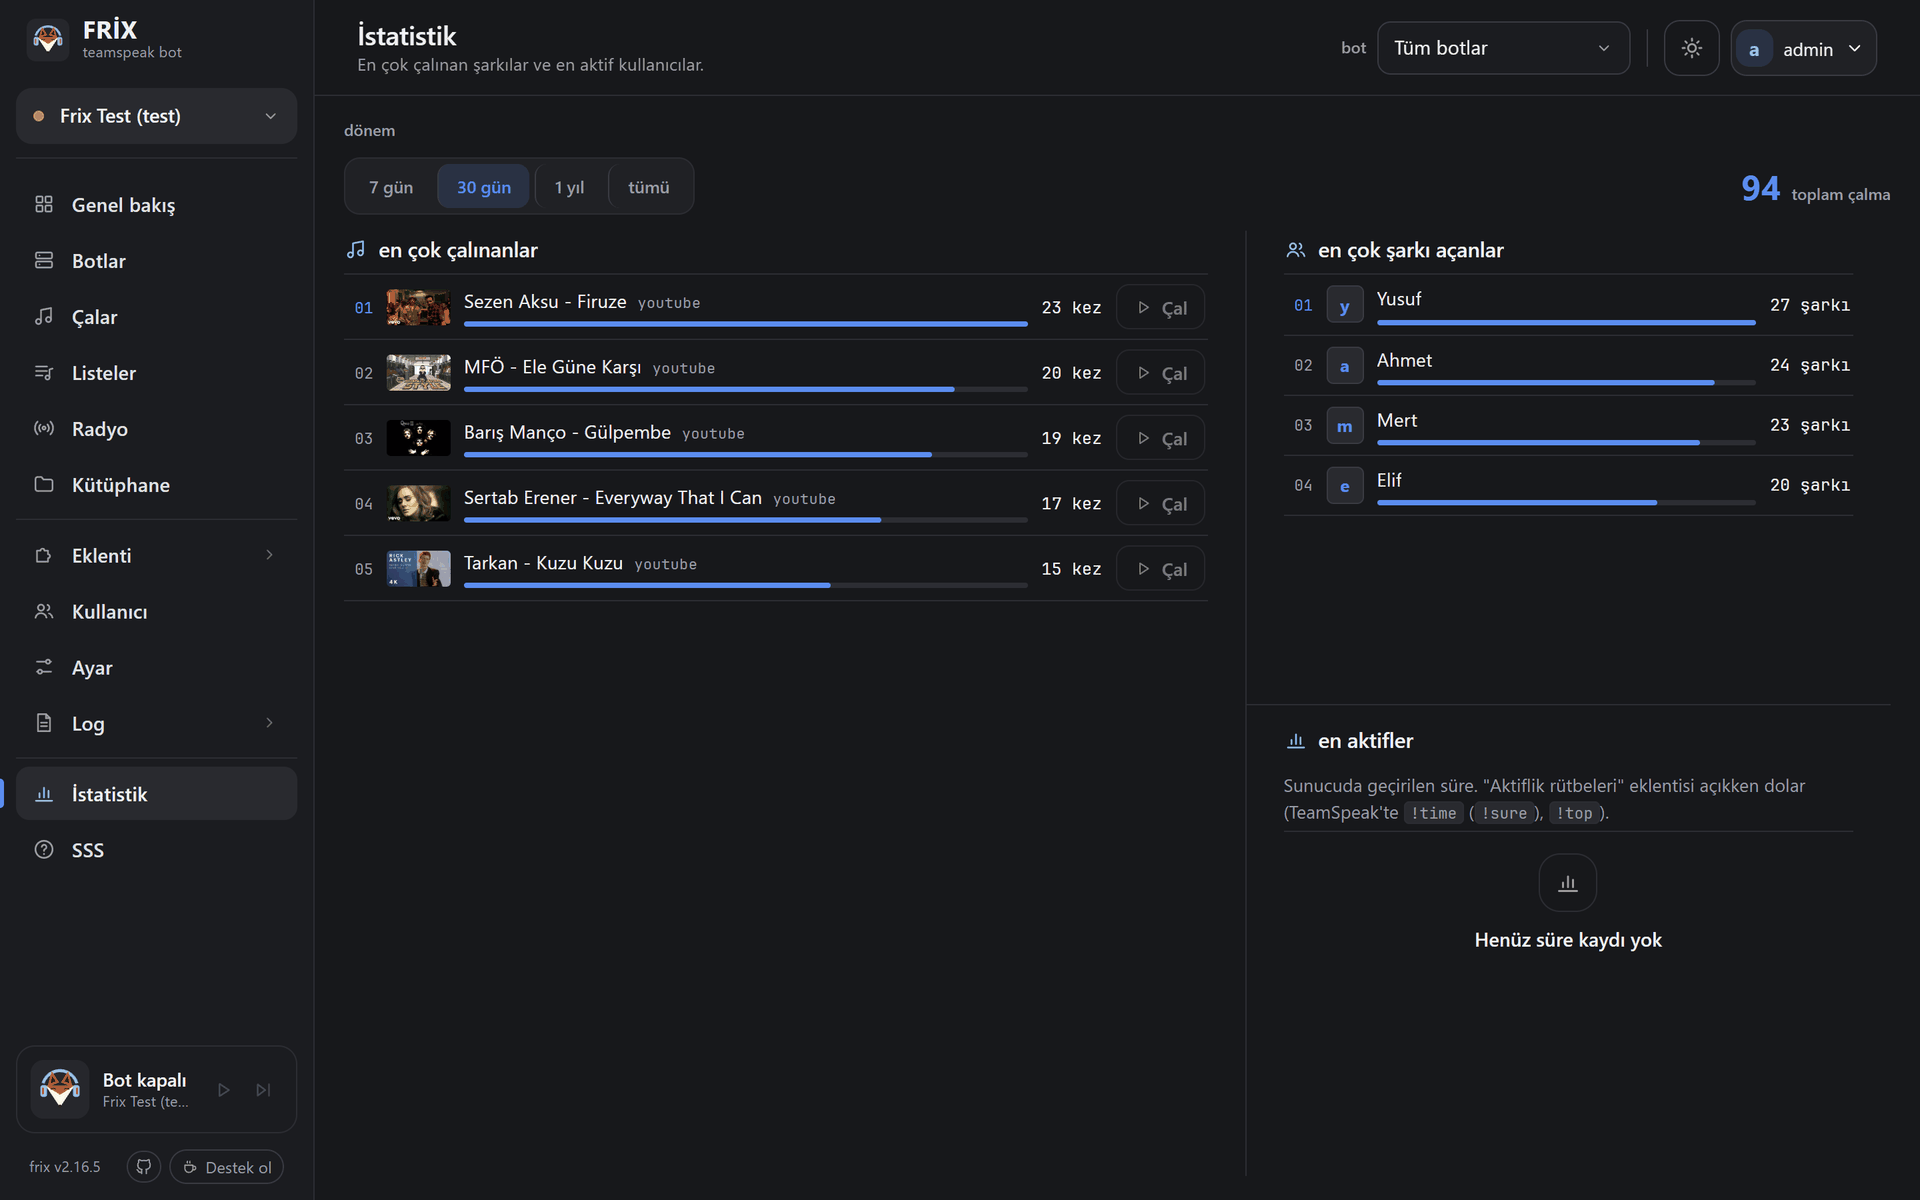 FRİX
teamspeak bot
Frix Test (test)
Genel bakış
Botlar
Çalar
Listeler
Radyo
Kütüphane
Eklenti
Kullanıcı
Ayar
Log
İstatistik
SSS
Bot kapalı
Frix Test (te...
frix v2.16.5
Destek ol
İstatistik
En çok çalınan şarkılar ve en aktif kullanıcılar.
bot
Tüm botlar
a
admin
dönem
7 gün
30 gün
1 yıl
tümü
94 toplam çalma
en çok çalınanlar
01 Sezen Aksu - Firuze youtube 23 kez Çal
02 MFÖ - Ele Güne Karşı youtube 20 kez Çal
03 Barış Manço - Gülpembe youtube 19 kez Çal
04 Sertab Erener - Everyway That I Can youtube 17 kez Çal
05 RICK ASTLEY 4K Tarkan - Kuzu Kuzu youtube 15 kez Çal
en çok şarkı açanlar
01 y Yusuf 27 şarkı
02 a Ahmet 24 şarkı
03 m Mert 23 şarkı
04 e Elif 20 şarkı
en aktifler
Sunucuda geçirilen süre. "Aktiflik rütbeleri" eklentisi açıkken dolar
(TeamSpeak'te !time (!sure), !top).
Henüz süre kaydı yok